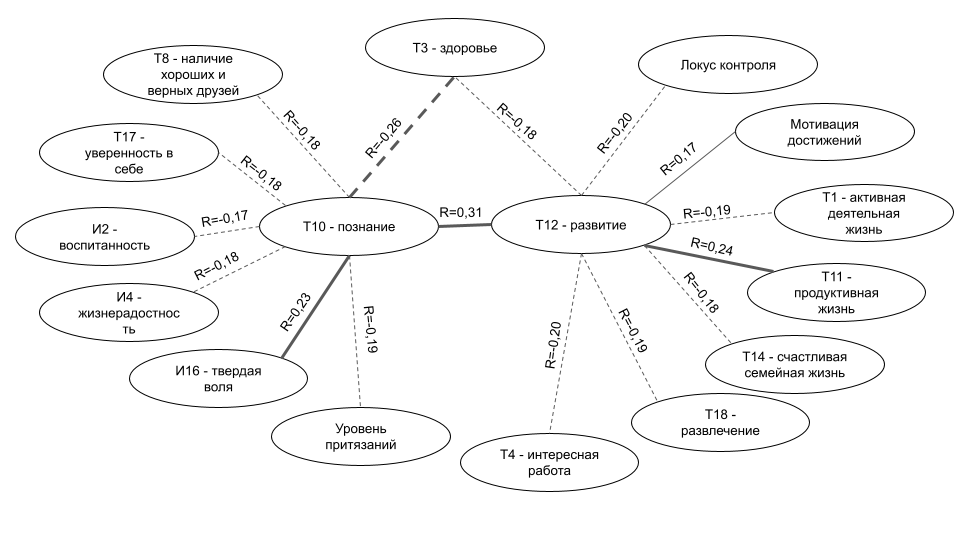 Т3 - здоровье
Т8 - наличие
хороших и
верных друзей
Локус контроля
R=-0,18
R=-0,26
R=-0,18
R=-0,20
Мотивация
достижений
Т17 -
уверенность в
себе
R=-0,18
R=0,17
Т1 - активная
деятельная
жизнь
И2 -
воспитанность
R=-0,17
Т10 - познание
R=0,31
Т12 - развитие
R=-0,19
R=0,24
R=-0,18
И4 -
жизнерадостнос
ть
Т11 -
продуктивная
жизнь
R=0,23
R=-0,19
R=-0,20
R=-0,19
R=-0,18
И16 - твердая
воля
Т14 - счастливая
семейная жизнь
Уровень
притязаний
Т18 -
развлечение
Т4 - интересная
работа